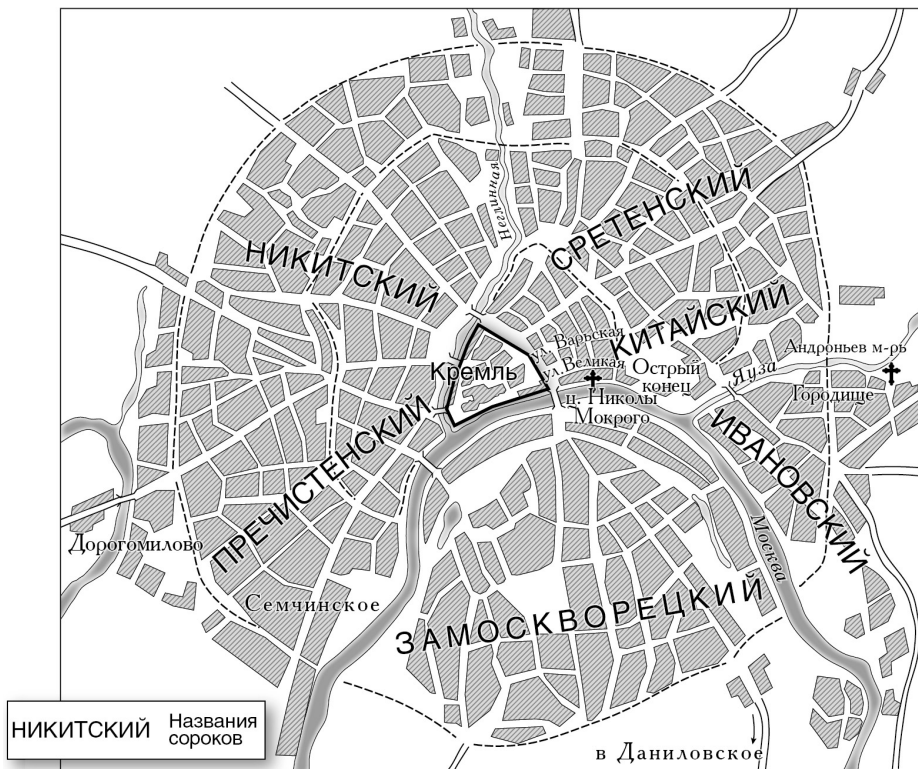 Неглинная
СРЕТЕНСКИЙ
НИКИТСКИЙ
КИТАЙСКИЙ
ул. Варьская
ул. Великая
Кремль
Острый
конец
Яуза
Андроньев м-рь
Городище
ц. Николы
Мокрого
ИВАНОВСКИЙ
ПРЕЧИСТЕНСКИЙ
Дорогомилово
Москва
Семчинское
ЗАМОСКВОРЕЦКИЙ
в Даниловское
НИКИТСКИЙ Названия
сороков